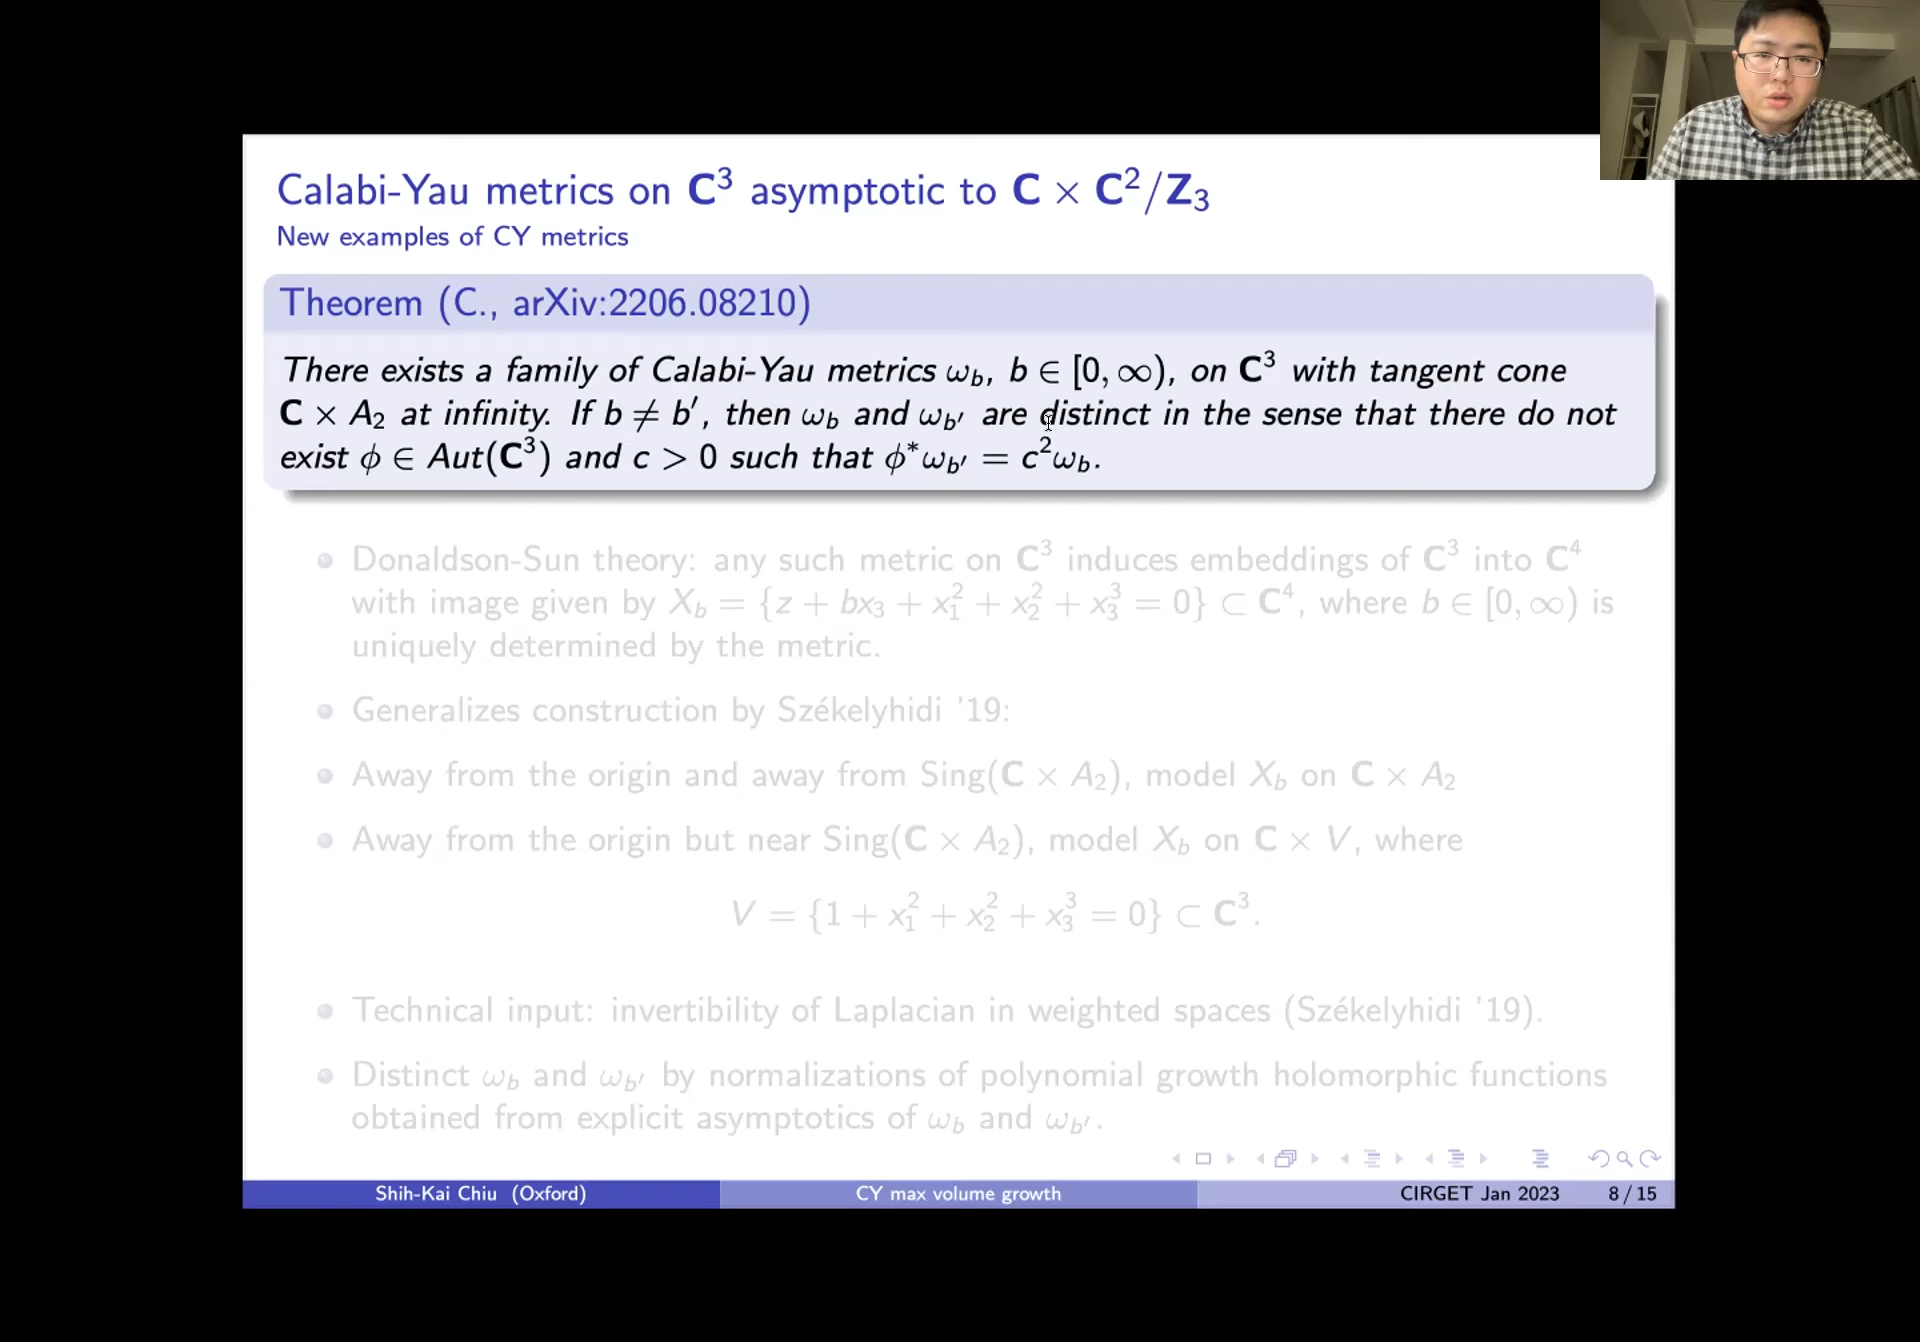 Calabi-Yau metrics on C³ asymptotic to C × C²/Z₃
New examples of CY metrics
Theorem (C., arXiv:2206.08210)
There exists a family of Calabi-Yau metrics ω_b, b ∈ [0, ∞), on C³ with tangent cone
C × A₂ at infinity. If b ≠ b′, then ω_b and ω_b′ are distinct in the sense that there do not
exist ϕ ∈ Aut(C³) and c > 0 such that ϕ*ω_b′ = c²ω_b.
Donaldson-Sun theory: any such metric on C³ induces embeddings of C³ into C⁴
with image given by X_b = {z + bx₃ + x₁² + x₂² + x₃³ = 0} ⊂ C⁴, where b ∈ [0, ∞) is
uniquely determined by the metric.
Generalizes construction by Székelyhidi ’19:
Away from the origin and away from Sing(C × A₂), model X_b on C × A₂
Away from the origin but near Sing(C × A₂), model X_b on C × V, where
V = {1 + x₁² + x₂² + x₃³ = 0} ⊂ C³.
Technical input: invertibility of Laplacian in weighted spaces (Székelyhidi ’19).
Distinct ω_b and ω_b′ by normalizations of polynomial growth holomorphic functions
obtained from explicit asymptotics of ω_b and ω_b′.
Shih-Kai Chiu (Oxford) CY max volume growth CIRGET Jan 2023 8 / 15